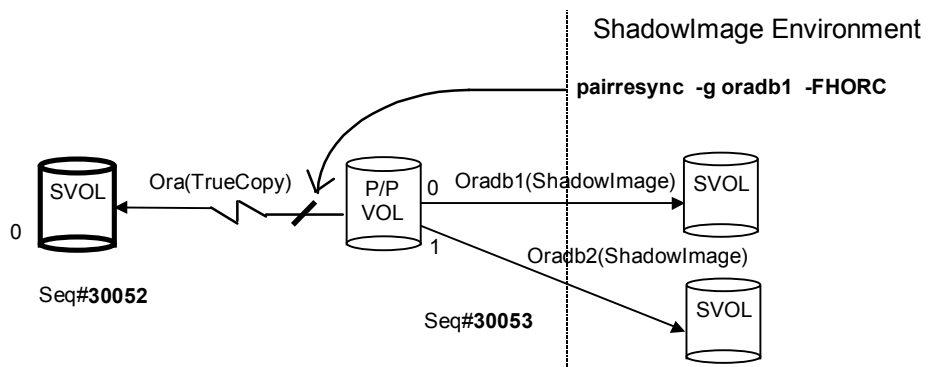 ShadowImage Environment
pairresync -g oradb1 -FHORC
SVOL
0
Ora(TrueCopy)
P/P
VOL
0
1
Oradb1(ShadowImage)
SVOL
Oradb2(ShadowImage)
SVOL
Seq#30052
Seq#30053